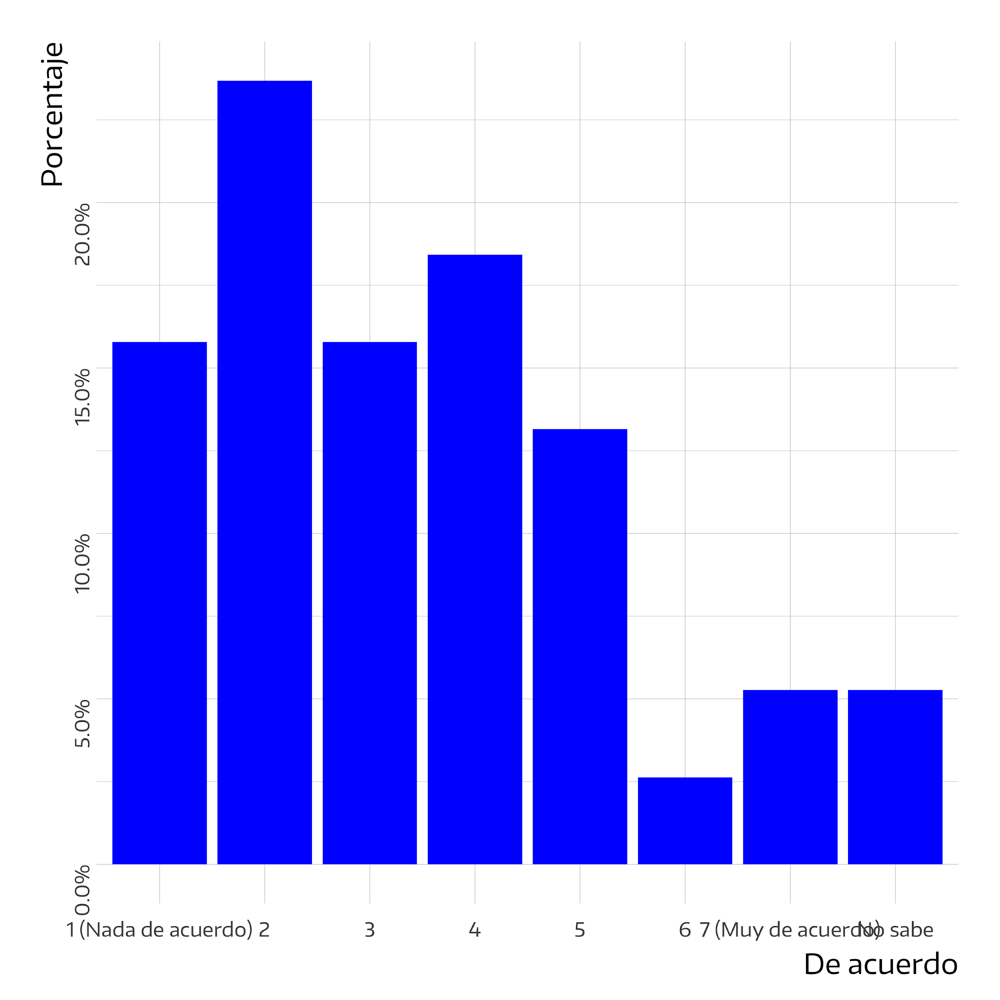 Porcentaje
20.0%
15.0%
10.0%
5.0%
0.0%
1 (Nada de acuerdo) 2 3 4 5 6 7 (Muy de acuerdo) No sabe
De acuerdo